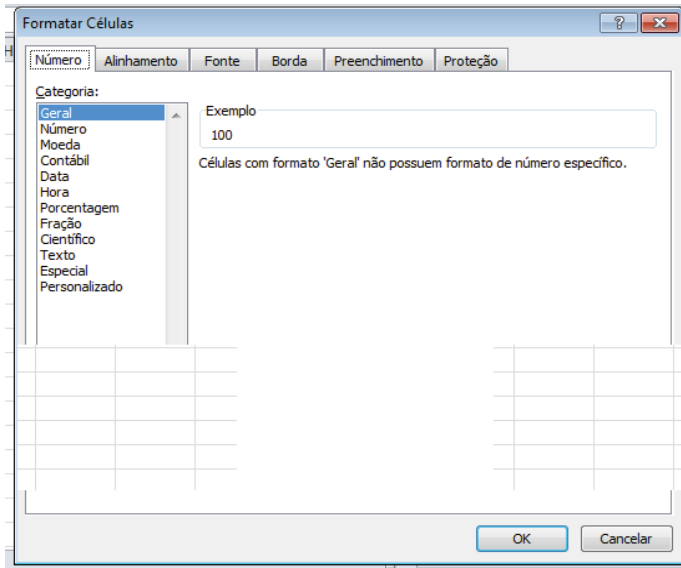 Formatar Células
H
Número Alinhamento Fonte Borda Preenchimento Proteção
Categoria:
Geral
Número
Moeda
Contábil
Data
Hora
Porcentagem
Fração
Científico
Texto
Especial
Personalizado
Exemplo
100
Células com formato 'Geral' não possuem formato de número específico.
OK Cancelar